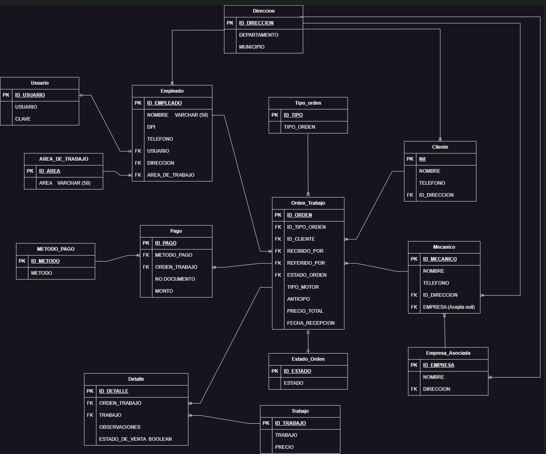 Direccion
PK ID_DIRECCION
DEPARTAMENTO
MUNICIPIO
Usuario
PK ID_USUARIO
USUARIO
CLAVE
Empleado
PK ID_EMPLEADO
NOMBRE VARCHAR (50)
DPI
TELEFONO
FK USUARIO
FK DIRECCION
FK AREA_DE_TRABAJO
Tipo_orden
PK ID_TIPO
TIPO_ORDEN
AREA_DE_TRABAJO
PK ID_AREA
AREA VARCHAR (50)
Cliente
PK Nit
NOMBRE
TELEFONO
FK ID_DIRECCION
Orden_Trabajo
PK ID_ORDEN
FK ID_TIPO_ORDEN
FK ID_CLIENTE
FK RECIBIDO_POR
FK REFERIDO_POR
FK ESTADO_ORDEN
TIPO_MOTOR
ANTICIPO
PRECIO_TOTAL
FECHA_RECEPCION
Pago
PK ID_PAGO
FK METODO_PAGO
FK ORDEN_TRABAJO
NO.DOCUMENTO
MONTO
METODO_PAGO
PK ID_METODO
METODO
Mecanico
PK ID_MECANICO
NOMBRE
TELEFONO
FK ID_DIRECCION
FK EMPRESA (Acepta null)
Empresa_Asociada
PK ID_EMPRESA
NOMBRE
FK DIRECCION
Estado_Orden
PK ID_ESTADO
ESTADO
Detalle
PK ID_DETALLE
FK ORDEN_TRABAJO
FK TRABAJO
OBSERVACIONES
ESTADO_DE_VENTA BOOLEAN
Trabajo
PK ID_TRABAJO
TRABAJO
PRECIO